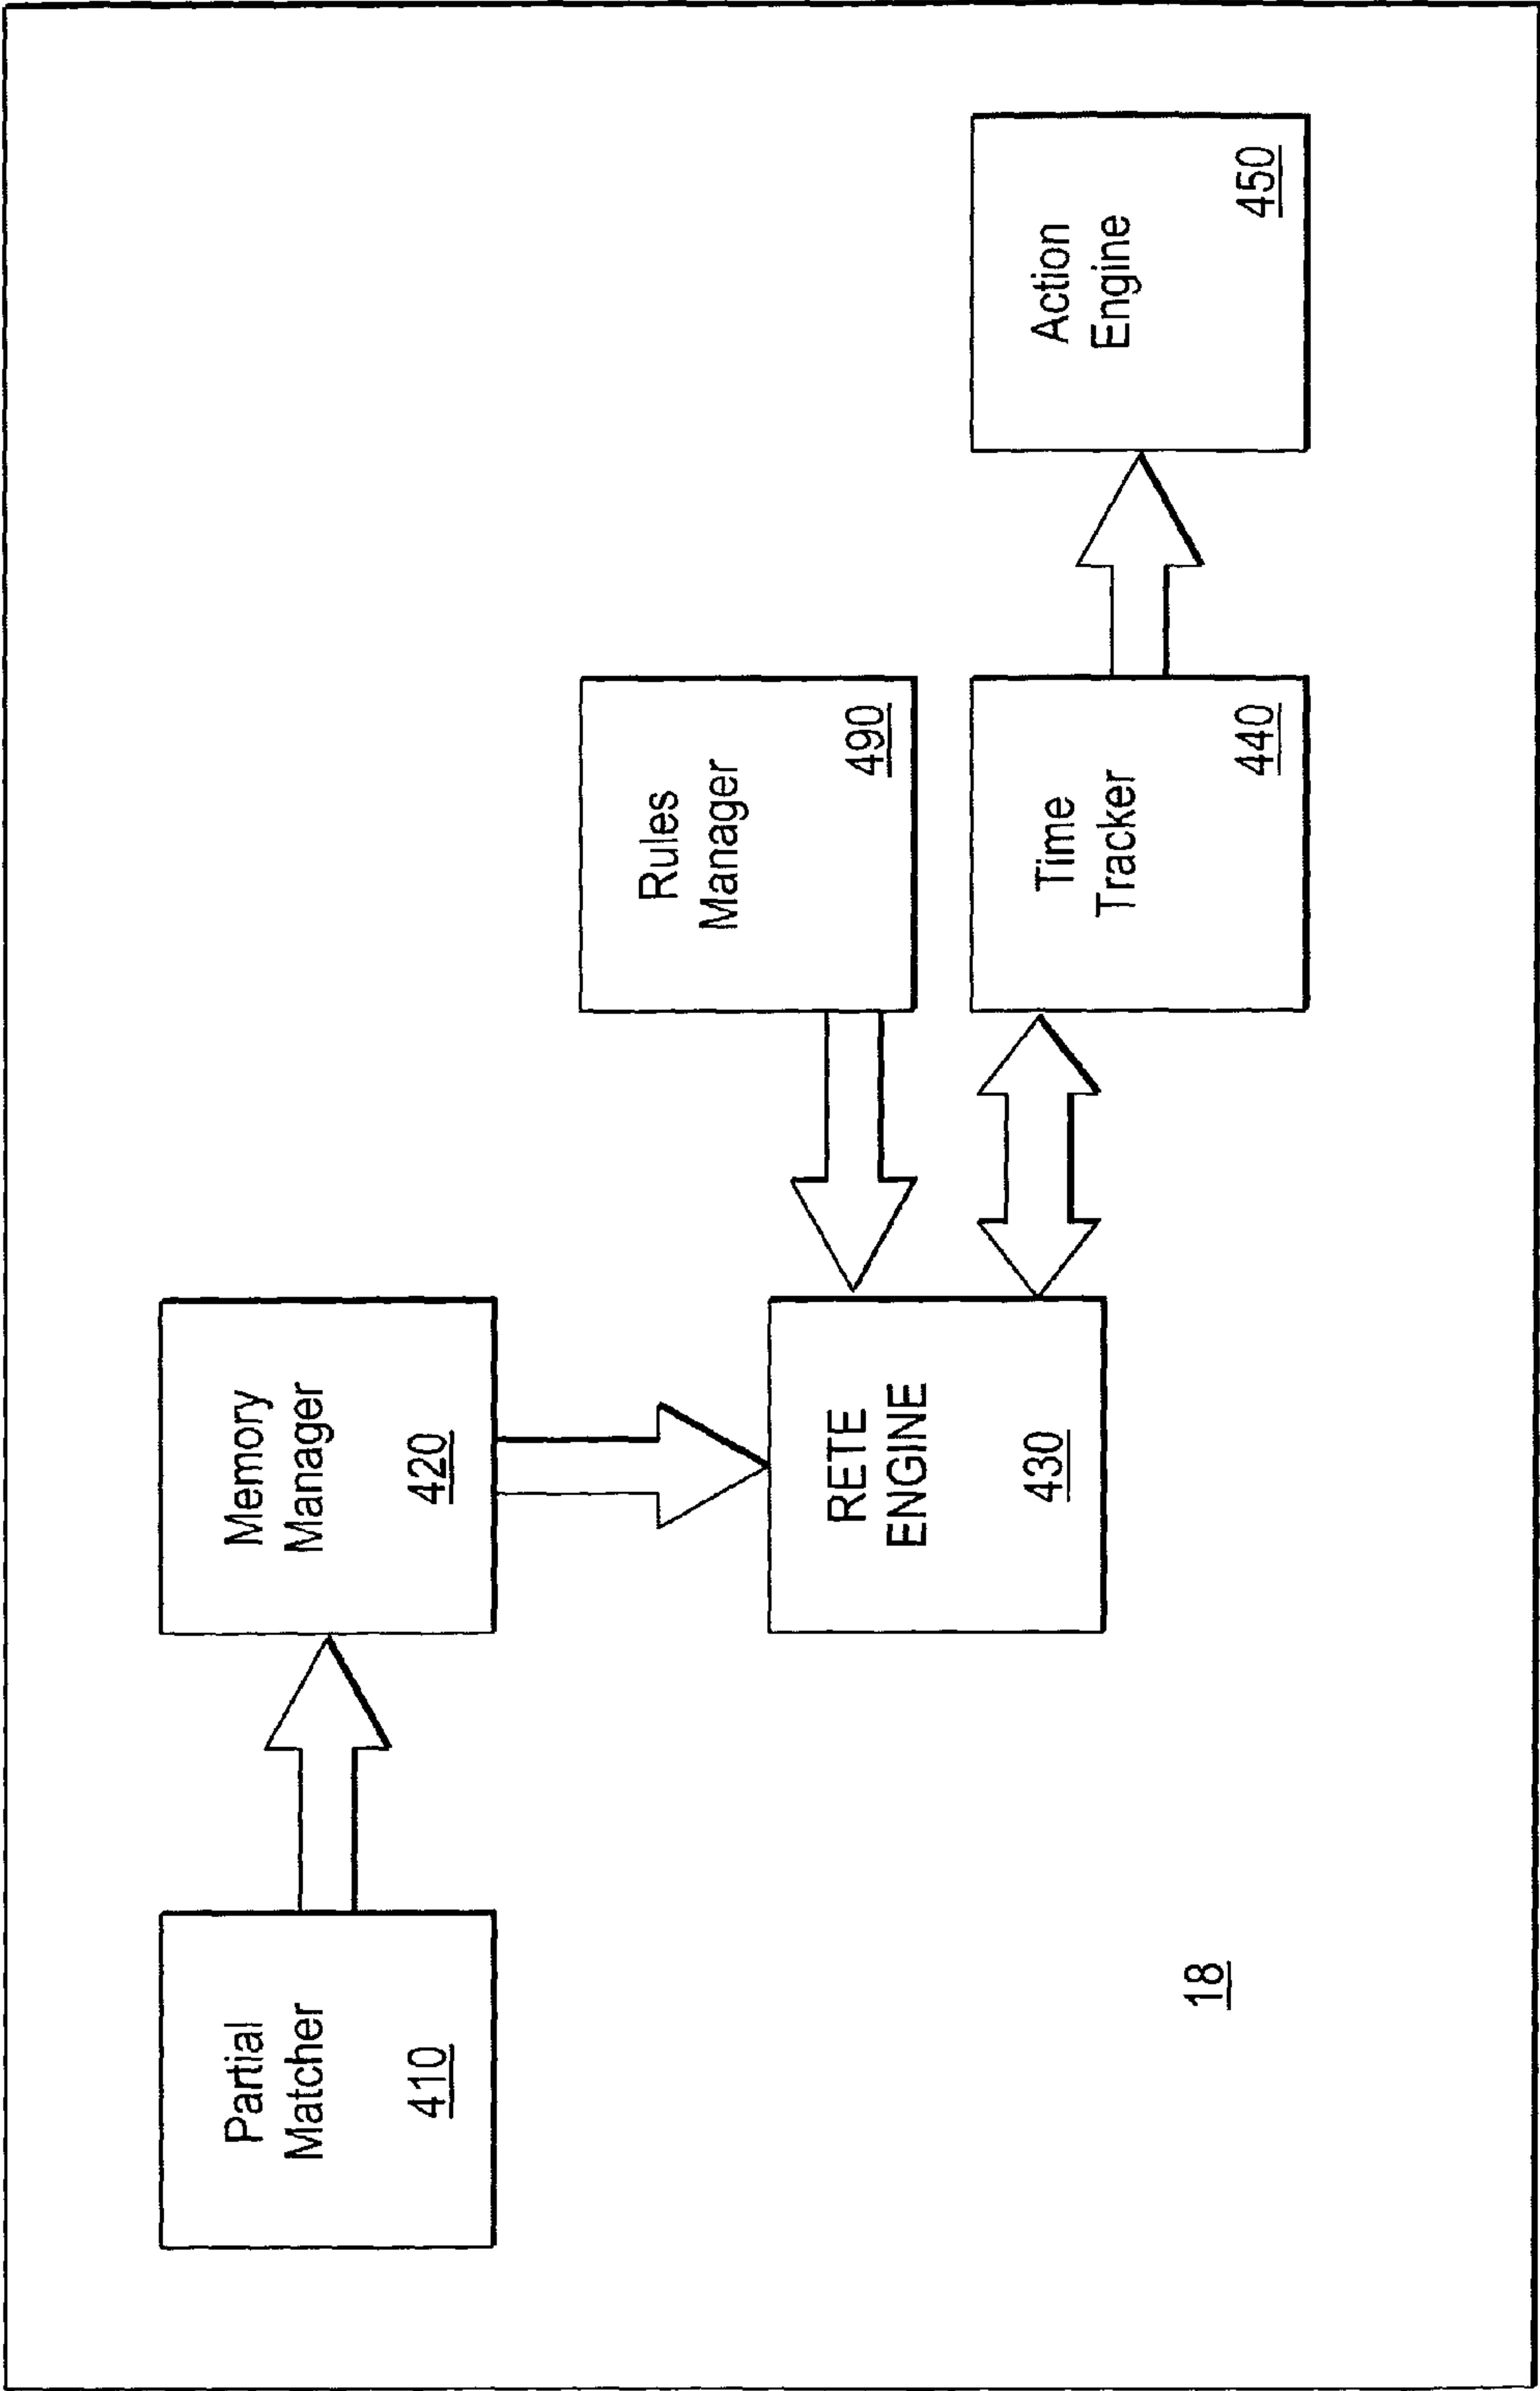 Partial
Matcher
410
Memory
Manager
420
RETE
ENGINE
430
Rules
Manager
490
Time
Tracker
440
Action
Engine
450
18